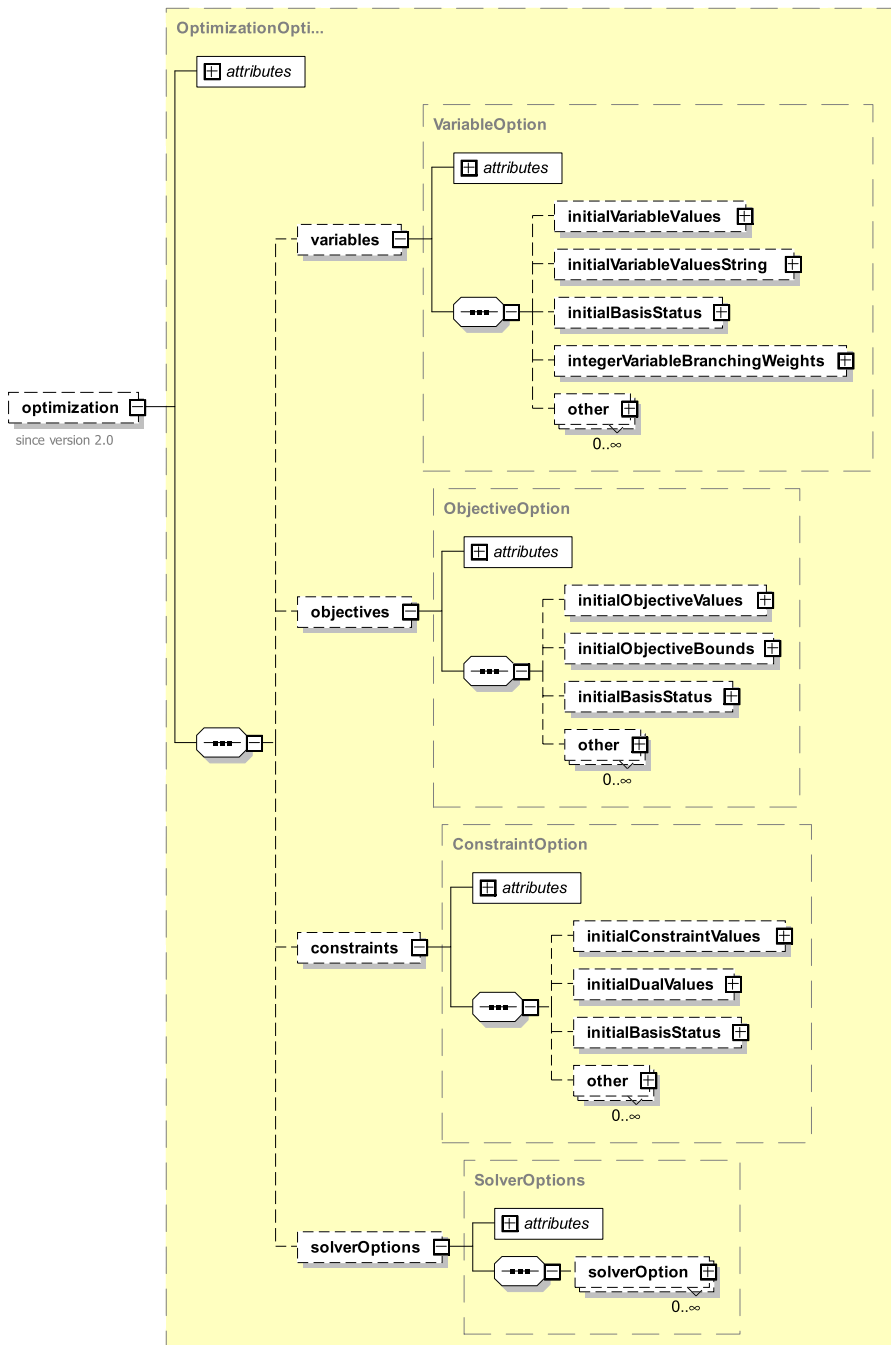 OptimizationOpti...
attributes
VariableOption
attributes
variables
initialVariableValues
initialVariableValuesString
initialBasisStatus
integerVariableBranchingWeights
other
0..∞
optimization
since version 2.0
ObjectiveOption
attributes
objectives
initialObjectiveValues
initialObjectiveBounds
initialBasisStatus
other
0..∞
ConstraintOption
attributes
constraints
initialConstraintValues
initialDualValues
initialBasisStatus
other
0..∞
SolverOptions
attributes
solverOptions
solverOption
0..∞